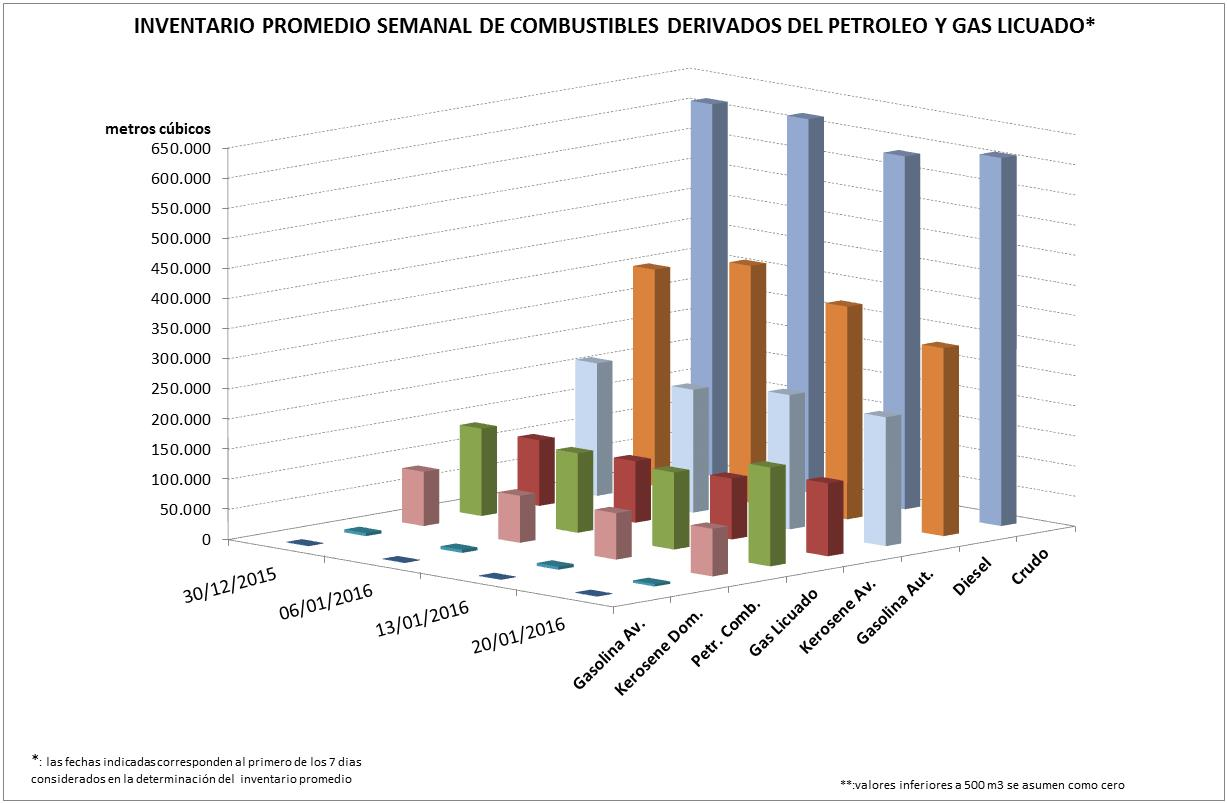 INVENTARIO PROMEDIO SEMANAL DE COMBUSTIBLES DERIVADOS DEL PETROLEO Y GAS LICUADO*
metros cúbicos
650.000
600.000
550.000
500.000
450.000
400.000
350.000
300.000
250.000
200.000
150.000
100.000
50.000
0
30/12/2015
06/01/2016
13/01/2016
20/01/2016
Gasolina Av.
Kerosene Dom.
Petr. Comb.
Gas Licuado
Kerosene Av.
Gasolina Aut.
Diesel
Crudo
*: las fechas indicadas corresponden al primero de los 7 dias
considerados en la determinación del inventario promedio
**:valores inferiores a 500 m3 se asumen como cero